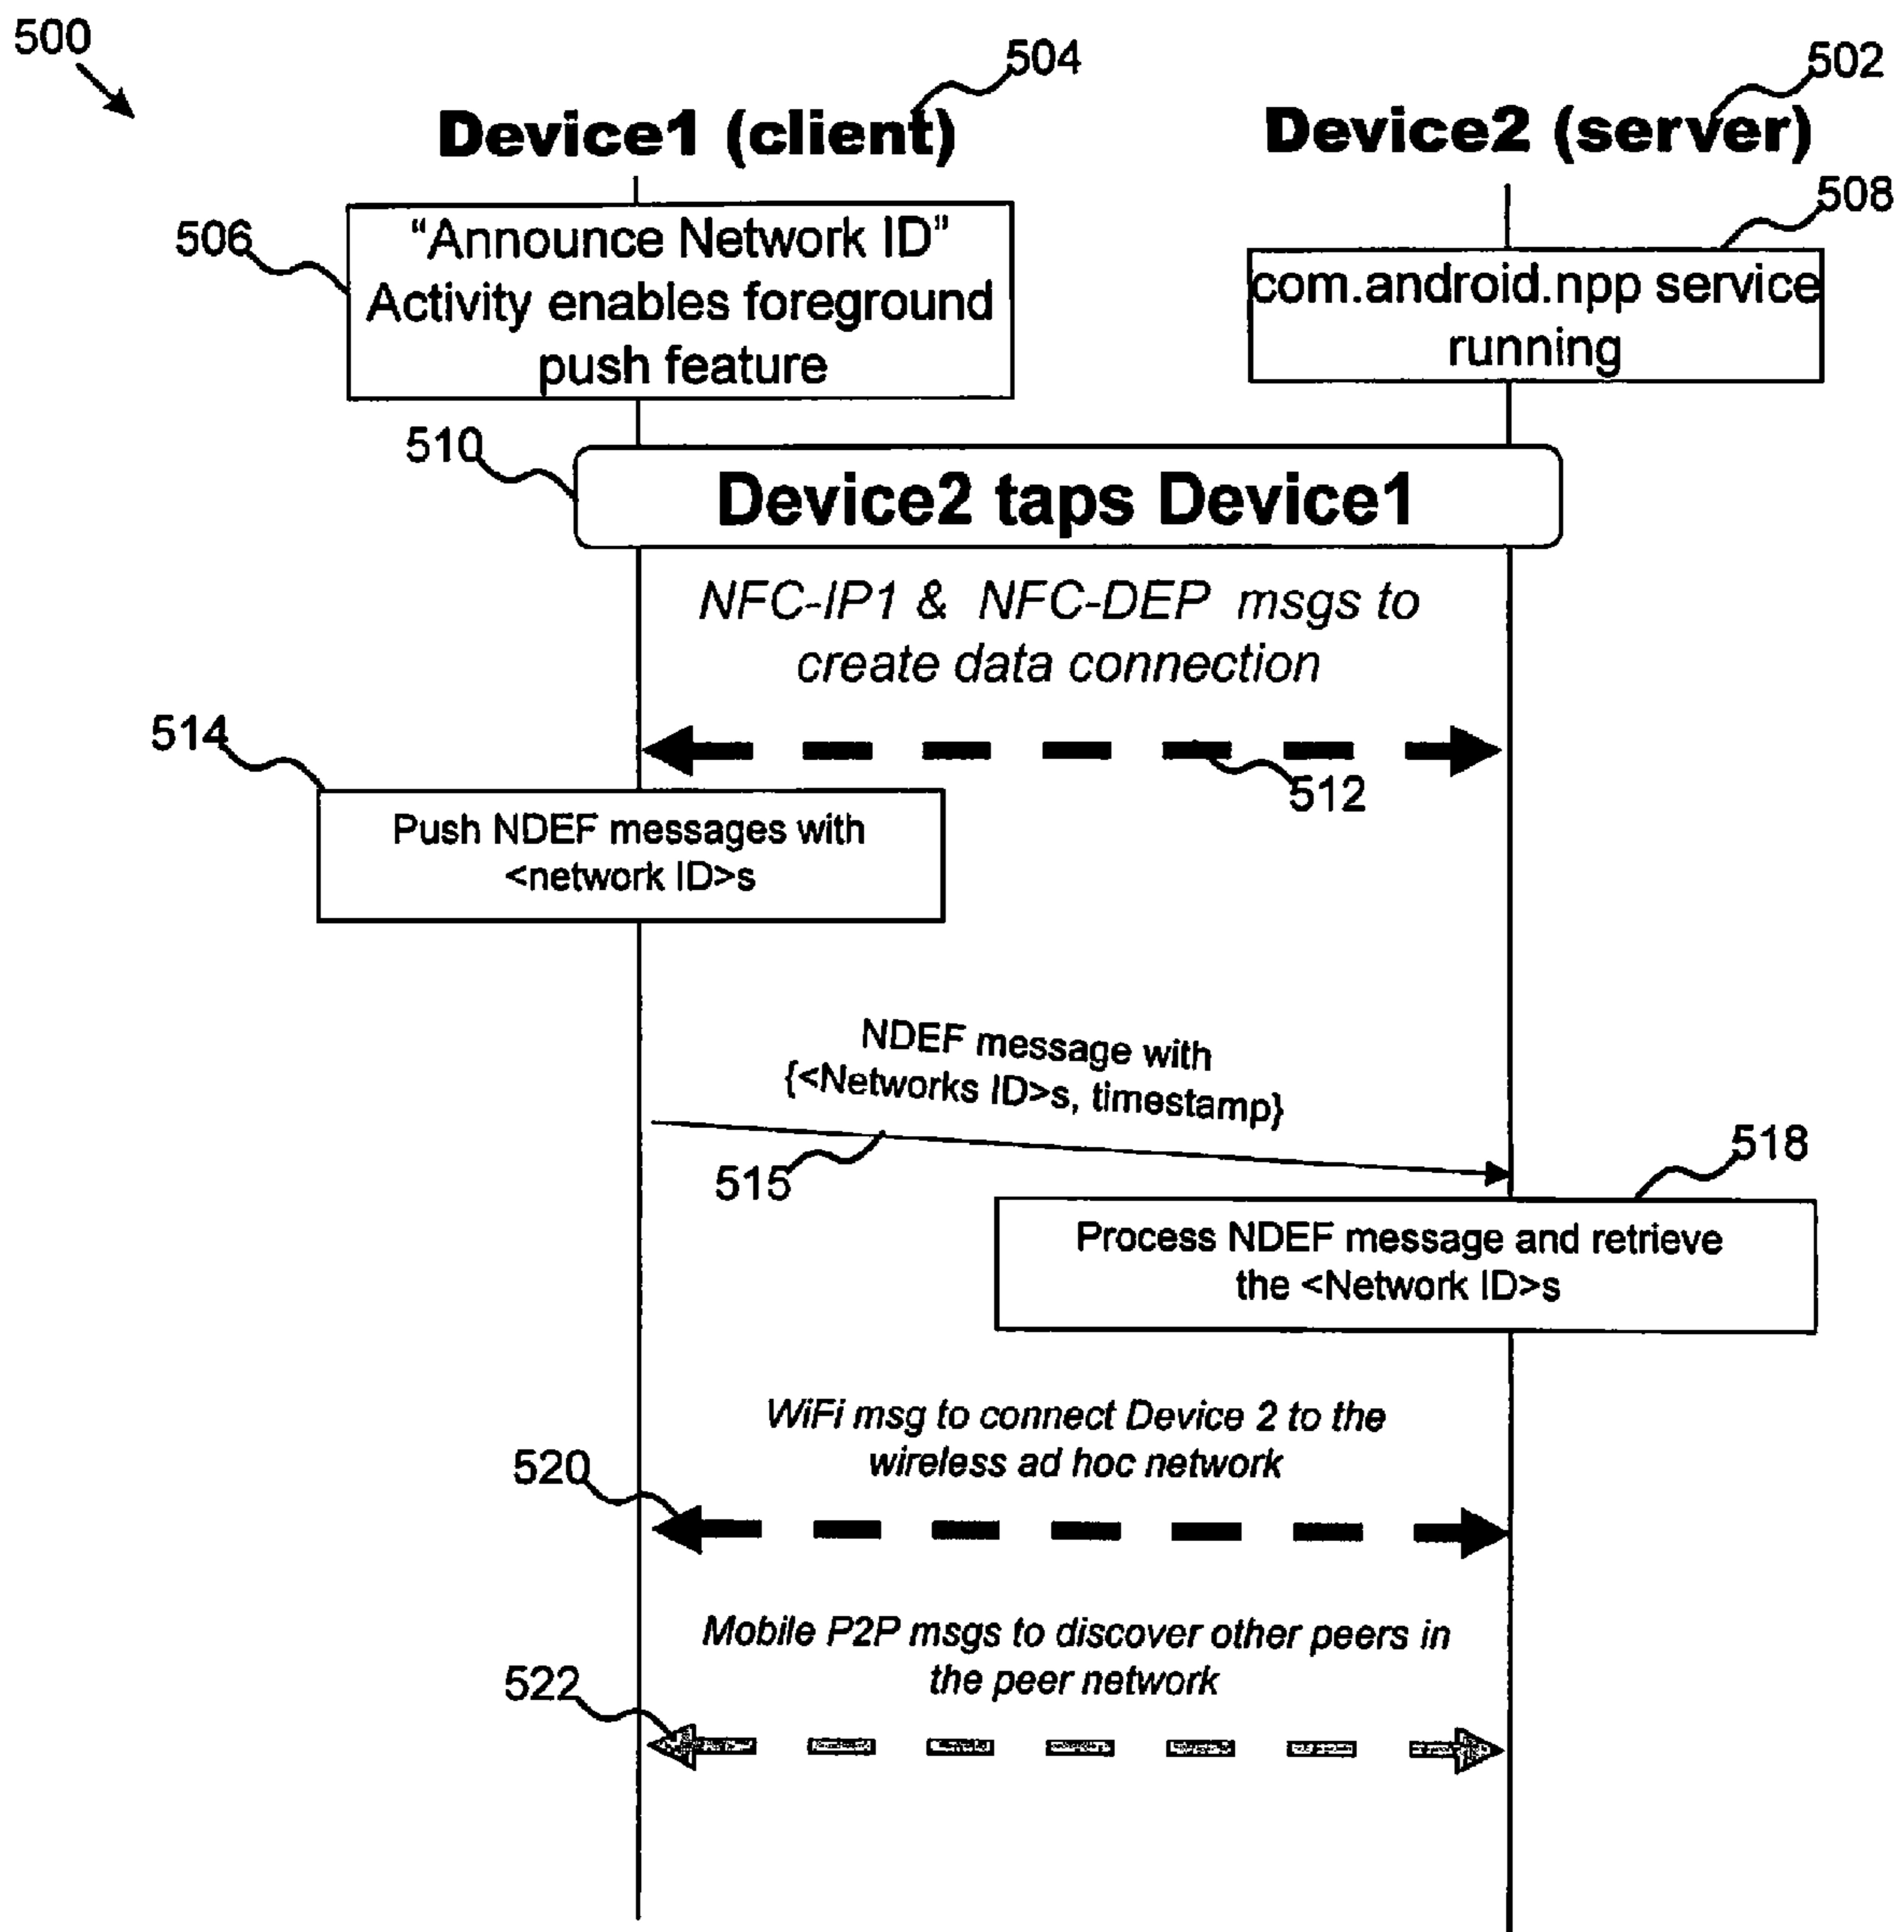 500
504
502
Device1 (client)
Device2 (server)
508
506
“Announce Network ID”
Activity enables foreground
push feature
com.android.npp service
running
510
Device2 taps Device1
NFC-IP1 & NFC-DEP msgs to
create data connection
514
512
Push NDEF messages with
<network ID>s
NDEF message with
{<Networks ID>s, timestamp}
515
518
Process NDEF message and retrieve
the <Network ID>s
WiFi msg to connect Device 2 to the
wireless ad hoc network
520
Mobile P2P msgs to discover other peers in
the peer network
522